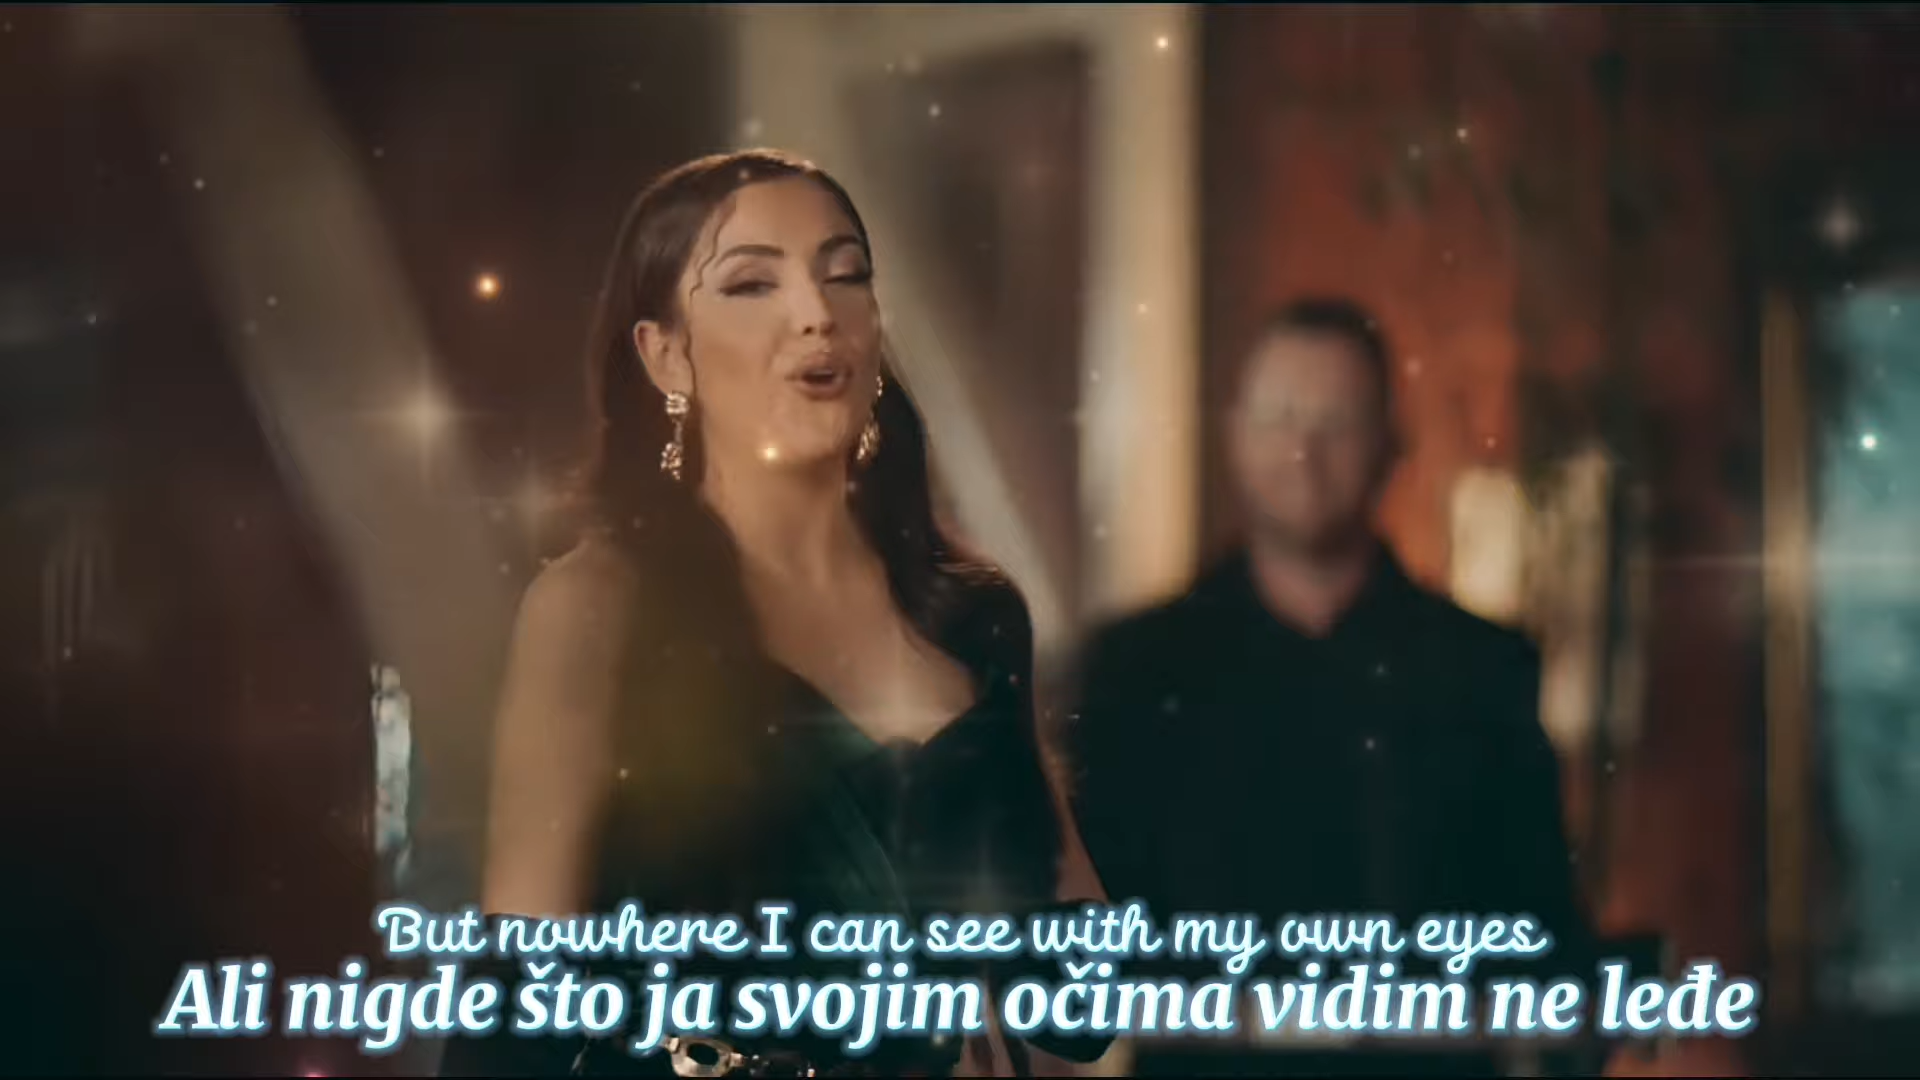 But nowhere I can see with my own eyes
Ali nigde što ja svojim očima vidim ne leđe